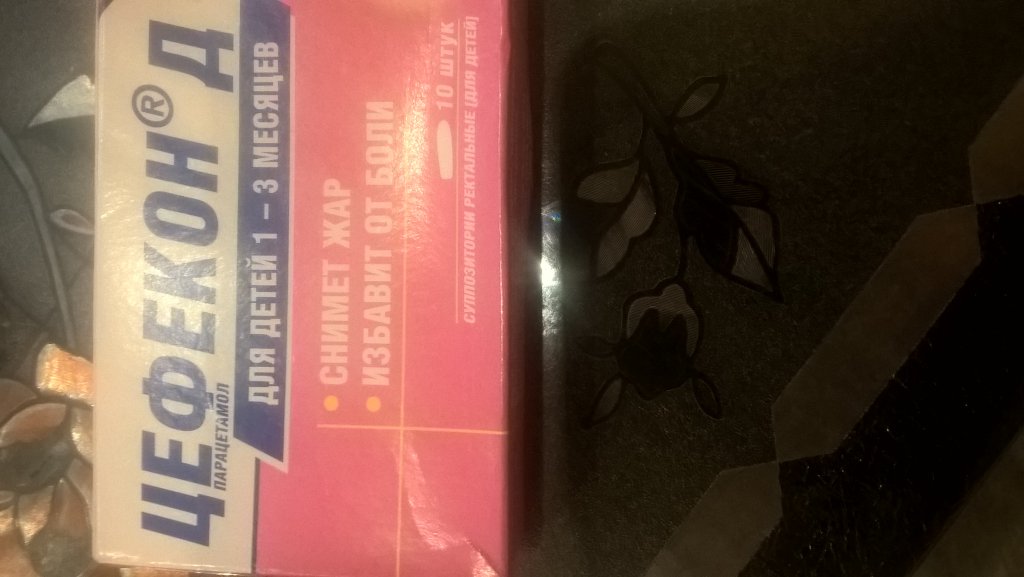 ЦЕФЕКОН® Д
ПАРАЦЕТАМОЛ
ДЛЯ ДЕТЕЙ 1 – 3 МЕСЯЦЕВ
СНИМЕТ ЖАР
ИЗБАВИТ ОТ БОЛИ
10 ШТУК
СУППОЗИТОРИИ РЕКТАЛЬНЫЕ (ДЛЯ ДЕТЕЙ)